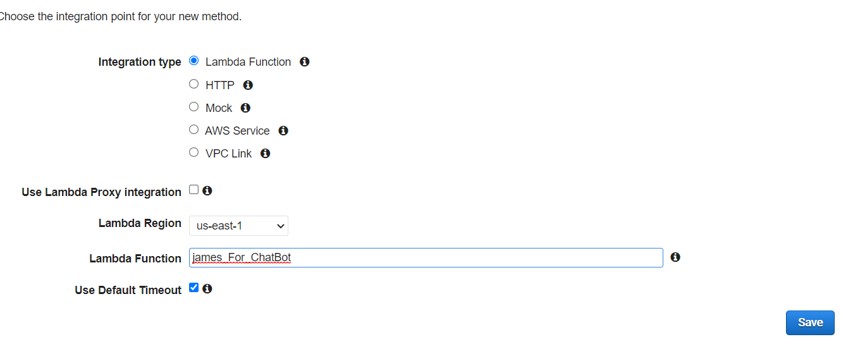 Choose the integration point for your new method.
Integration type Lambda Function
HTTP
Mock
AWS Service
VPC Link
Use Lambda Proxy integration
Lambda Region us-east-1
Lambda Function james_For_ChatBot
Use Default Timeout
Save